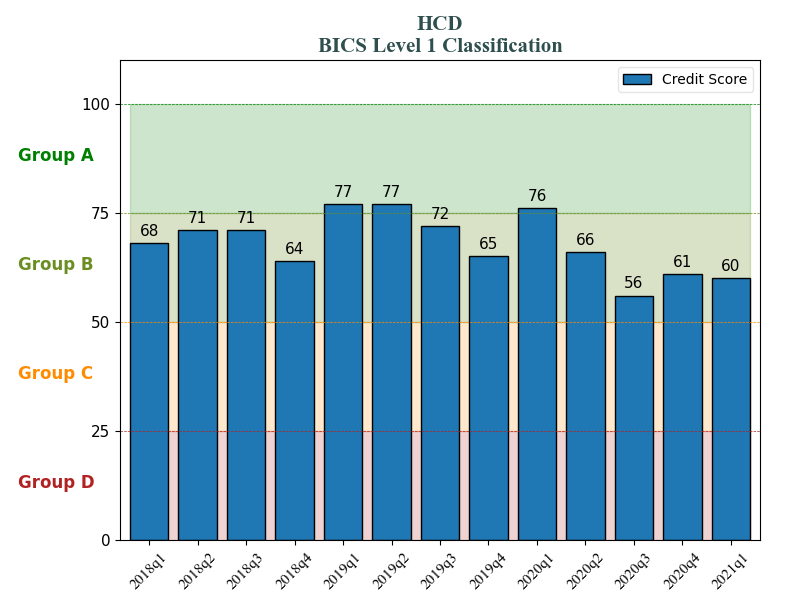 HCD
BICS Level 1 Classification
Credit Score
100
Group A
77
77
76
75
72
71
71
68
66
65
64
Group B
61
60
56
50
Group C
25
Group D
0
2018q1
2018q2
2018q3
2018q4
2019q1
2019q2
2019q3
2019q4
2020q1
2020q2
2020q3
2020q4
2021q1